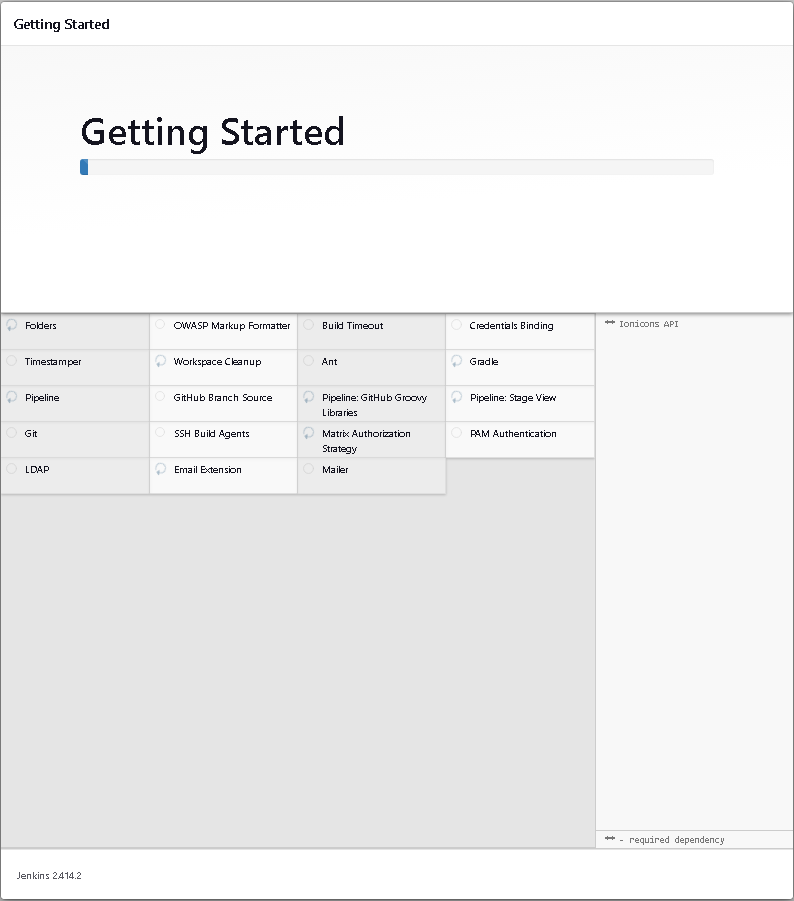 Getting Started
Getting Started
Folders
OWASP Markup Formatter
Build Timeout
Credentials Binding
** Ionicons API
Timestamper
Workspace Cleanup
Ant
Gradle
Pipeline
GitHub Branch Source
Pipeline: GitHub Groovy
Libraries
Pipeline: Stage View
Git
SSH Build Agents
Matrix Authorization
Strategy
PAM Authentication
LDAP
Email Extension
Mailer
** - required dependency
Jenkins 2.414.2